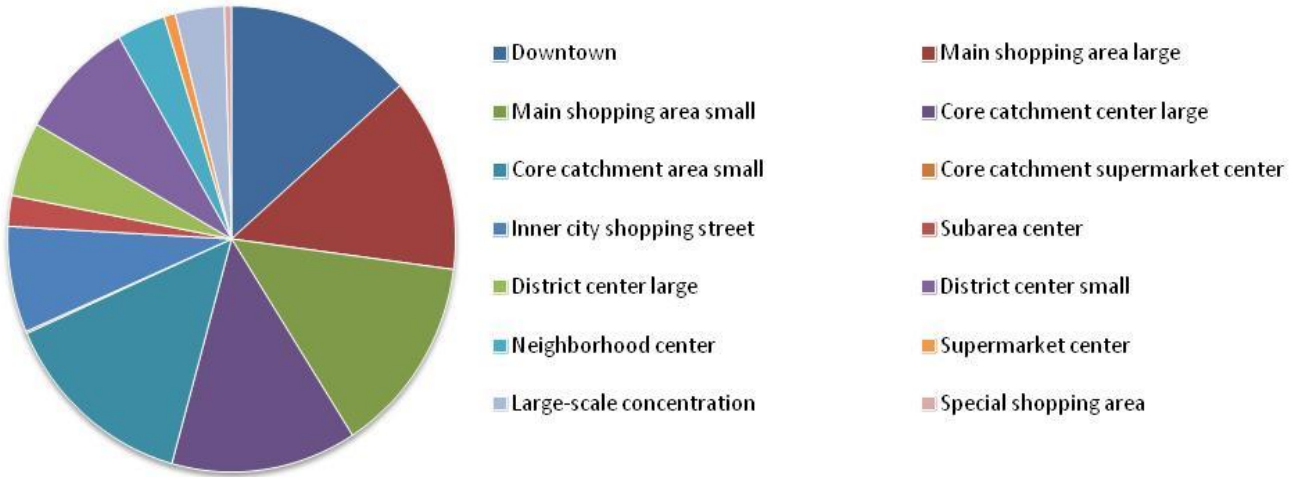 Downtown
Main shopping area large
Main shopping area small
Core catchment center large
Core catchment area small
Core catchment supermarket center
Inner city shopping street
Subarea center
District center large
District center small
Neighborhood center
Supermarket center
Large-scale concentration
Special shopping area